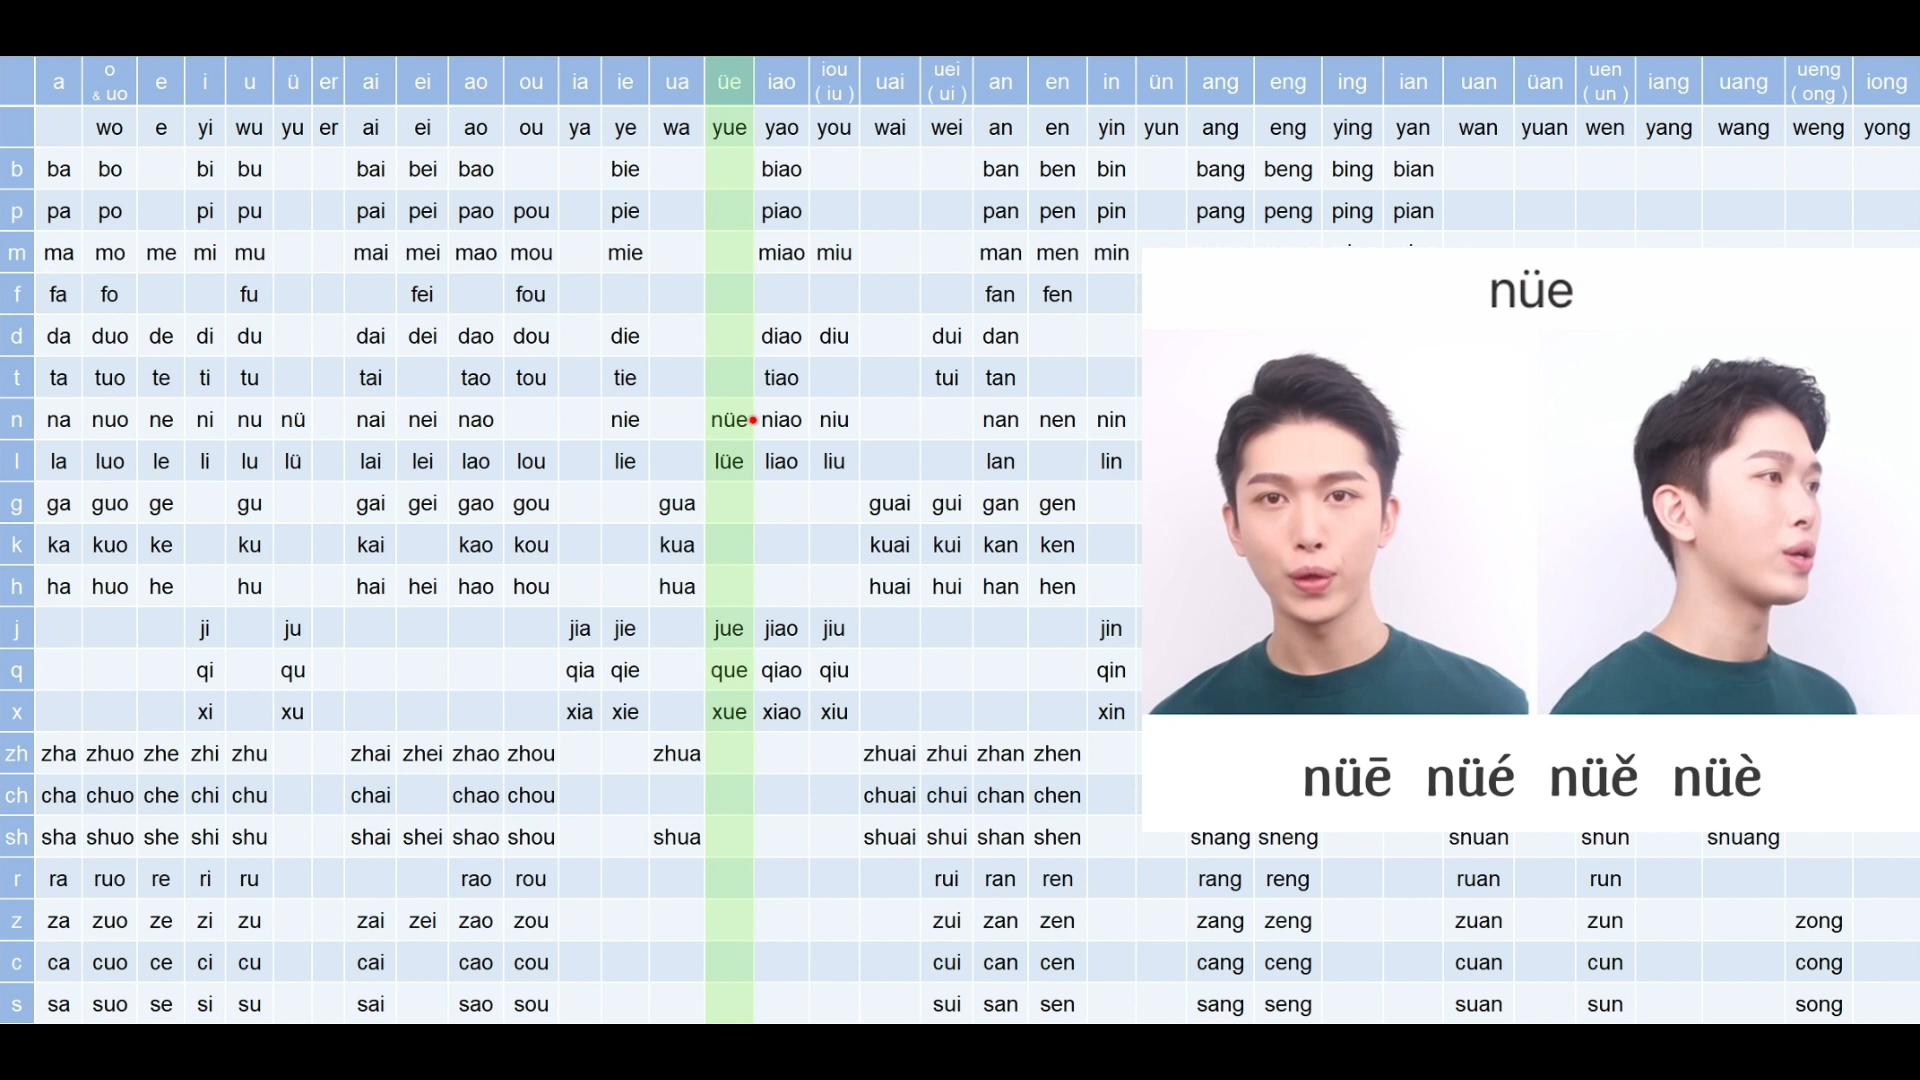 a o & uo e i u ü er ai ei ao ou ia ie ua üe iao iou ( iu ) uai uei ( ui ) an en in ün ang eng ing ian uan üan uen ( un ) iang uang ueng ( ong ) iong
wo e yi wu yu er ai ei ao ou ya ye wa yue yao you wai wei an en yin yun ang eng ying yan wan yuan wen yang wang weng yong
b ba bo bi bu bai bei bao bie biao ban ben bin bang beng bing bian
p pa po pi pu pai pei pao pou pie piao pan pen pin pang peng ping pian
m ma mo me mi mu mai mei mao mou mie miao miu man men min
f fa fo fu fei fou fan fen
d da duo de di du dai dei dao dou die diao diu dui dan
t ta tuo te ti tu tai tao tou tie tiao tui tan
n na nuo ne ni nu nü nai nei nao nie nüe niao niu nan nen nin
l la luo le li lu lü lai lei lao lou lie lüe liao liu lan lin
g ga guo ge gu gai gei gao gou gua guai gui gan gen
k ka kuo ke ku kai kao kou kua kuai kui kan ken
h ha huo he hu hai hei hao hou hua huai hui han hen
j ji ju jia jie jue jiao jiu jin
q qi qu qia qie que qiao qiu qin
x xi xu xia xie xue xiao xiu xin
zh zha zhuo zhe zhi zhu zhai zhei zhao zhou zhua zhuai zhui zhan zhen
ch cha chuo che chi chu chai chao chou chuai chui chan chen
sh sha shuo she shi shu shai shei shao shou shua shuai shui shan shen shang sheng shuan shun shuang
r ra ruo re ri ru rao rou rui ran ren rang reng ruan run
z za zuo ze zi zu zai zei zao zou zui zan zen zang zeng zuan zun zong
c ca cuo ce ci cu cai cao cou cui can cen cang ceng cuan cun cong
s sa suo se si su sai sao sou sui san sen sang seng suan sun song
nüe
nüē nüé nüě nüè